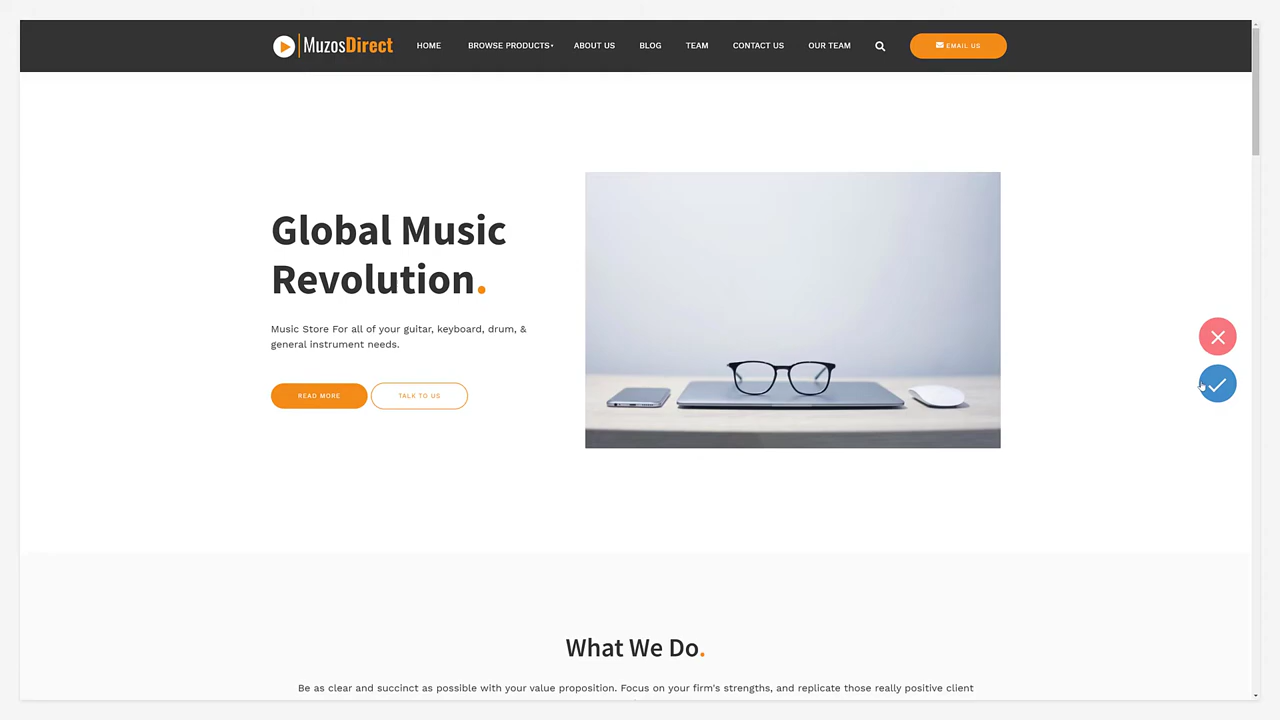 MuzosDirect
HOME BROWSE PRODUCTS ABOUT US BLOG TEAM CONTACT US OUR TEAM EMAIL US
Global Music
Revolution.
Music Store For all of your guitar, keyboard, drum, &
general instrument needs.
READ MORE TALK TO US
What We Do.
Be as clear and succinct as possible with your value proposition. Focus on your firm's strengths, and replicate those really positive client